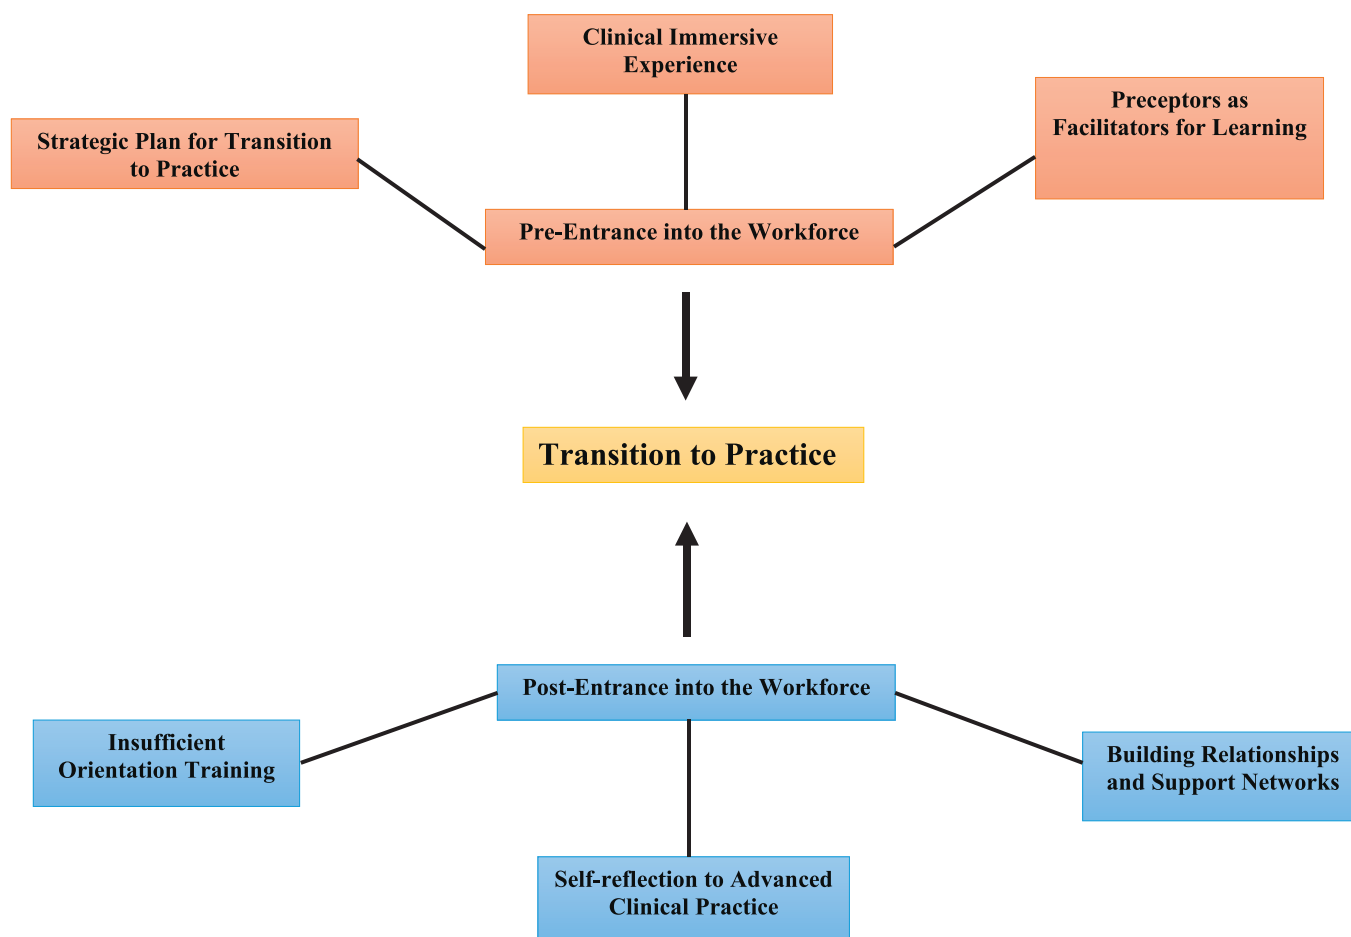 Clinical Immersive
Experience
Preceptors as
Facilitators for Learning
Strategic Plan for Transition
to Practice
Pre-Entrance into the Workforce
Transition to Practice
Post-Entrance into the Workforce
Insufficient
Orientation Training
Building Relationships
and Support Networks
Self-reflection to Advanced
Clinical Practice